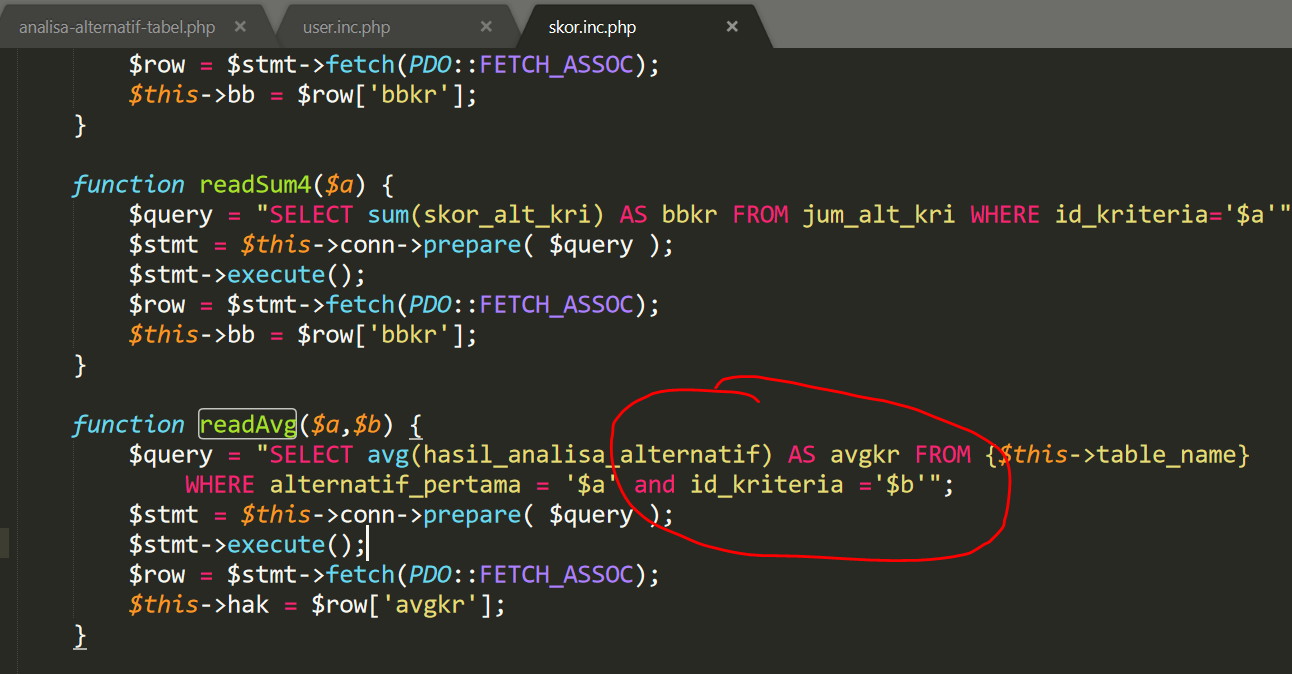 analisa-alternatif-tabel.php × user.inc.php × skor.inc.php ×
$row = $stmt->fetch(PDO::FETCH_ASSOC);
$this->bb = $row['bbkr'];
}
function readSum4($a) {
$query = "SELECT sum(skor_alt_kri) AS bbkr FROM jum_alt_kri WHERE id_kriteria='$a'"
$stmt = $this->conn->prepare( $query );
$stmt->execute();
$row = $stmt->fetch(PDO::FETCH_ASSOC);
$this->bb = $row['bbkr'];
}
function readAvg($a,$b) {
$query = "SELECT avg(hasil_analisa_alternatif) AS avgkr FROM {$this->table_name}
WHERE alternatif_pertama = '$a' and id_kriteria ='$b'";
$stmt = $this->conn->prepare( $query );
$stmt->execute();
$row = $stmt->fetch(PDO::FETCH_ASSOC);
$this->hak = $row['avgkr'];
}